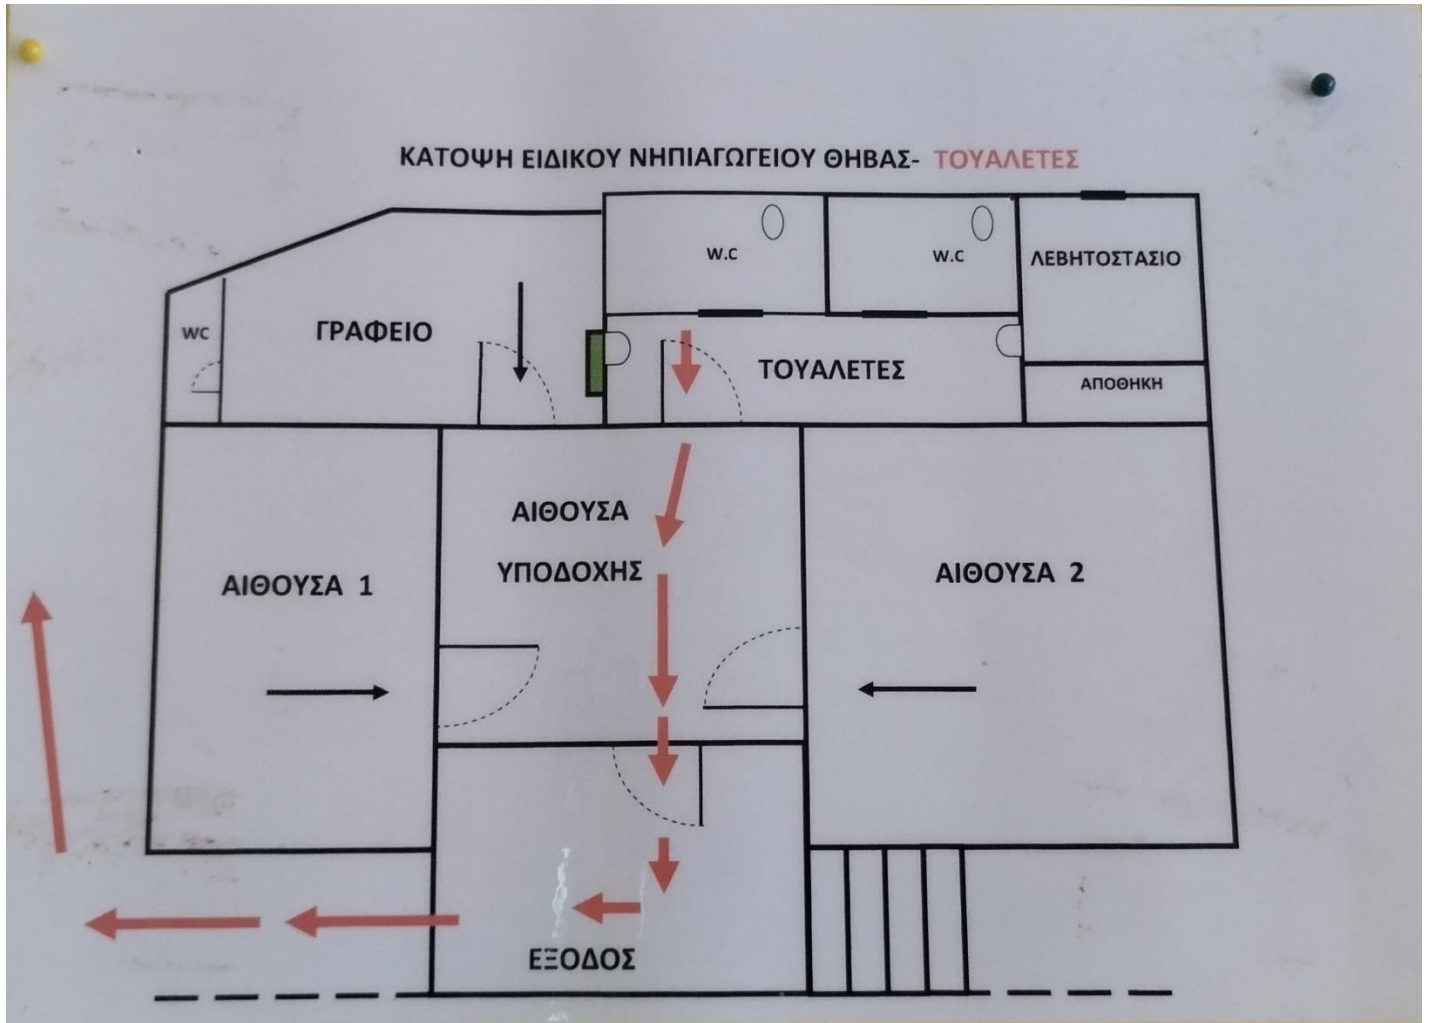 ΚΑΤΟΨΗ ΕΙΔΙΚΟΥ ΝΗΠΙΑΓΩΓΕΙΟΥ ΘΗΒΑΣ- ΤΟΥΑΛΕΤΕΣ
W.C
W.C
ΛΕΒΗΤΟΣΤΑΣΙΟ
WC
ΓΡΑΦΕΙΟ
ΤΟΥΑΛΕΤΕΣ
ΑΠΟΘΗΚΗ
ΑΙΘΟΥΣΑ
ΥΠΟΔΟΧΗΣ
ΑΙΘΟΥΣΑ 1
ΑΙΘΟΥΣΑ 2
ΕΞΟΔΟΣ